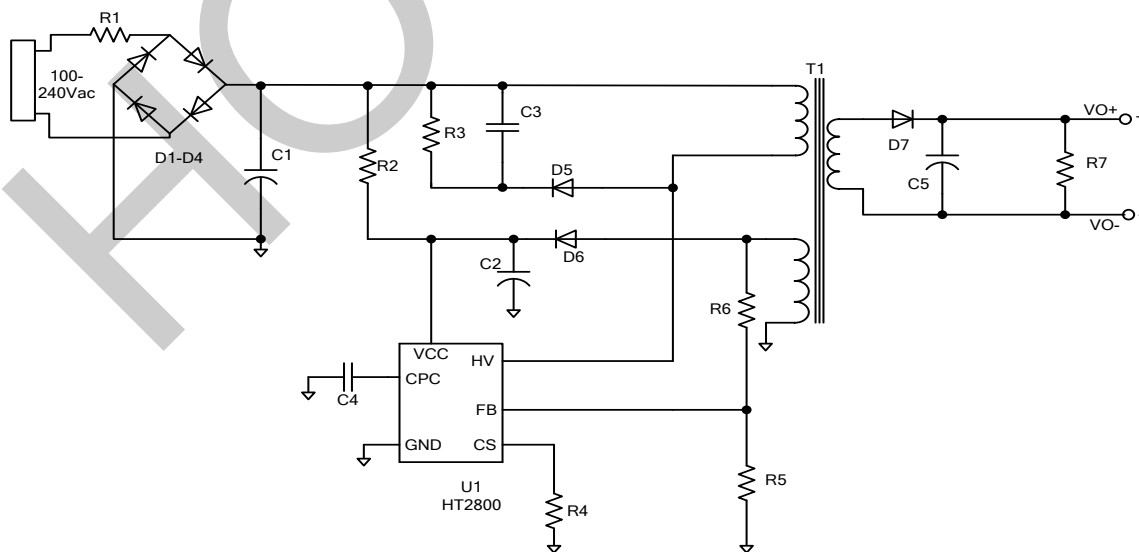 R1
100-
240Vac
D1-D4
C1
R2
R3
C3
D5
T1
D7
C5
R7
VO+
VO-
C2
D6
R6
VCC
HV
CPC
C4
FB
GND
CS
U1
HT2800
R4
R5